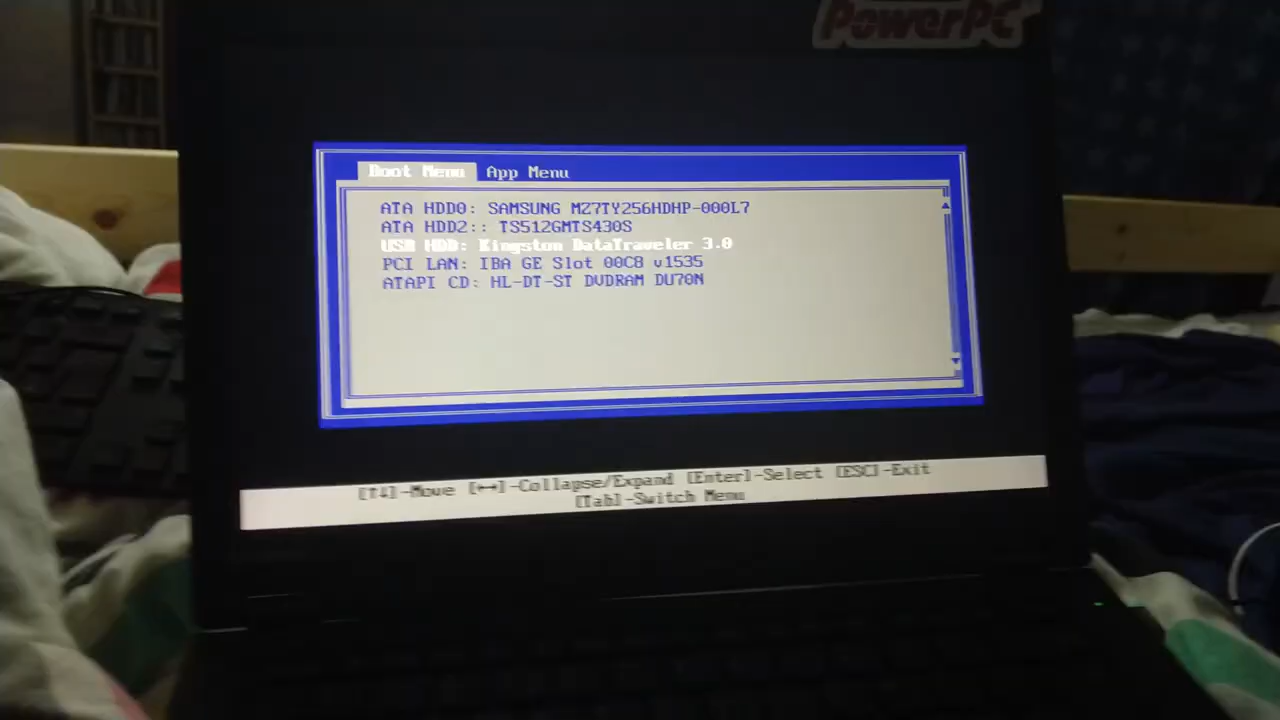 PowerPC
Boot Menu App Menu
ATA HDD0: SAMSUNG MZ7TY256HDHP-000L7
ATA HDD2:: TS512GMTS430S
USB HDD: Kingston DataTraveler 3.0
PCI LAN: IBA GE Slot 00C8 v1535
ATAPI CD: HL-DT-ST DVDRAM DU70N
[↑↓]-Move [←→]-Collapse/Expand [Enter]-Select [ESC]-Exit
[Tab]-Switch Menu